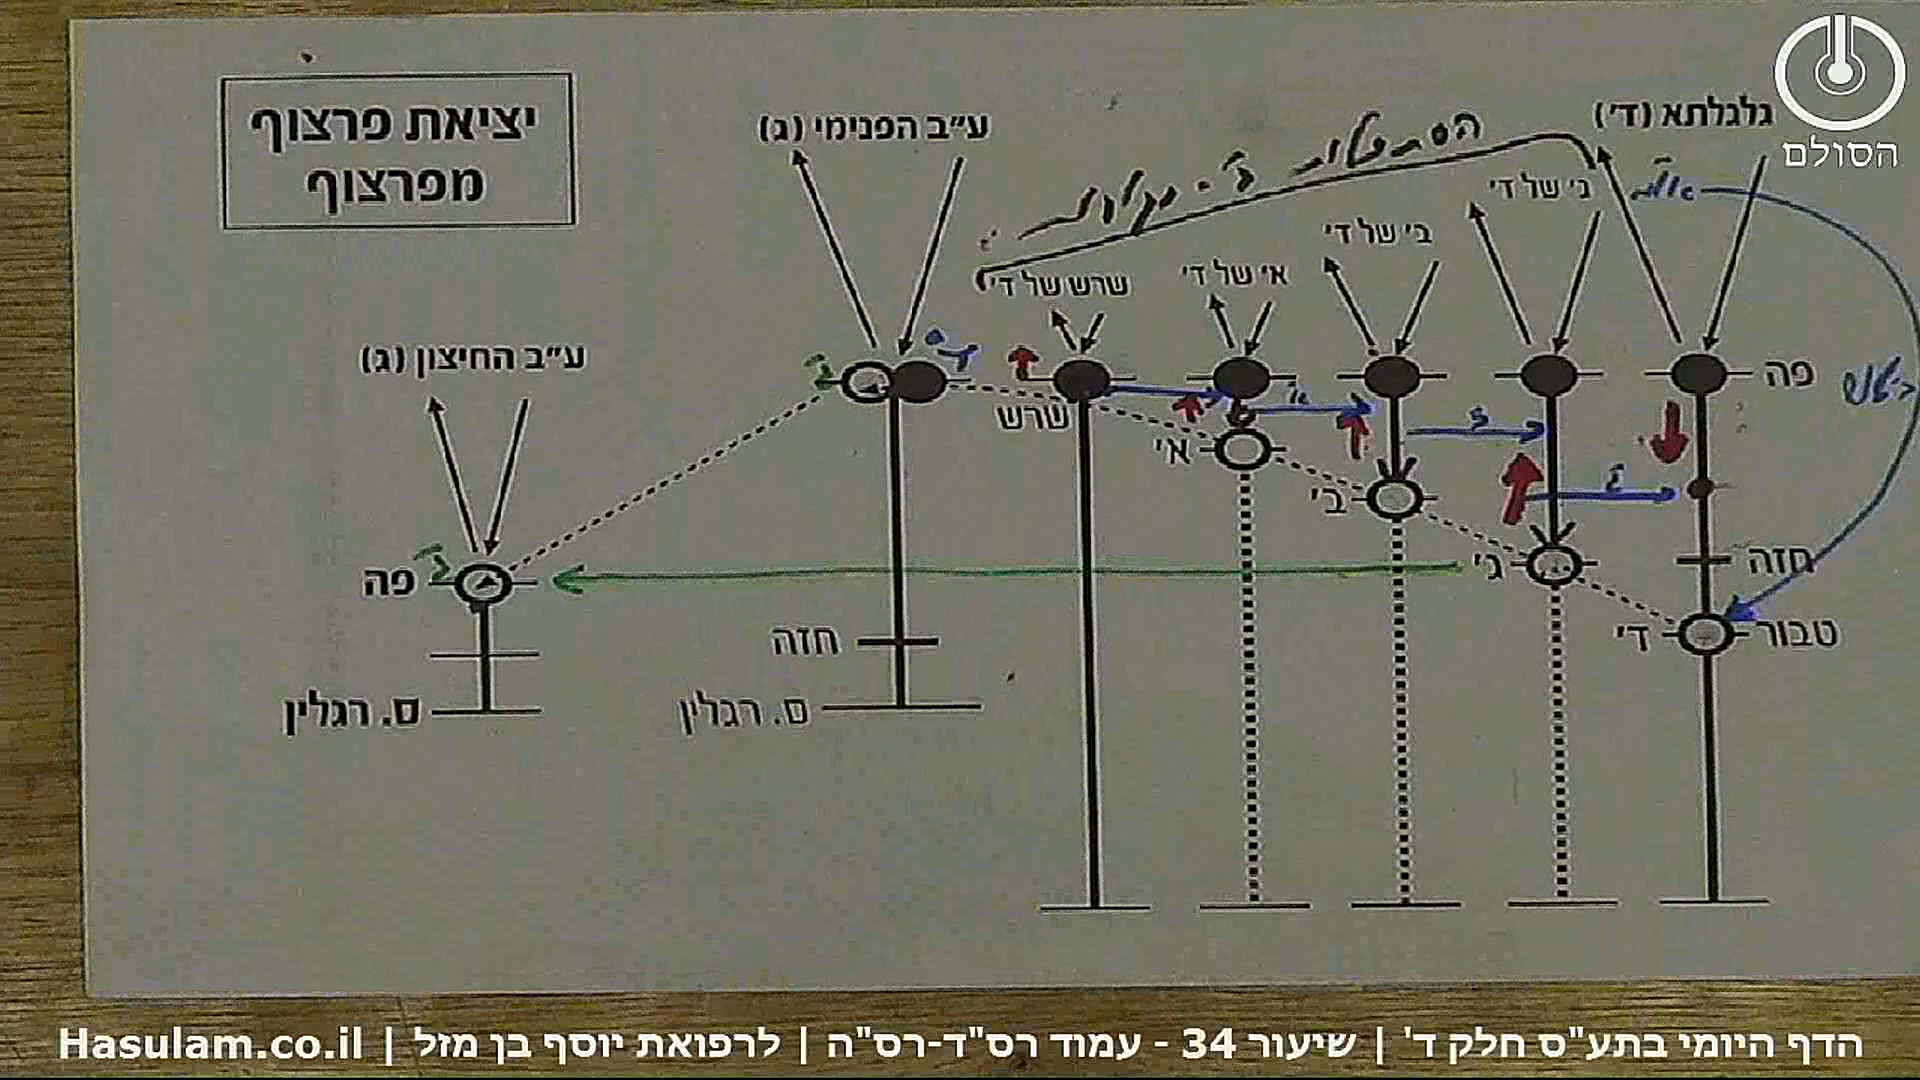 יציאת פרצוף
מפרצוף
גלגלתא (ד')
הסולם
ע״ב הפנימי (ג)
הסתלקות
ג' של ד'
ב' של ד'
א' של ד'
שרש של ד'
ע״ב החיצון (ג)
פה
שרש
א'
ב'
ג'
חזה
ד'
טבור
פה
חזה
ס. רגלין
ס. רגלין
הדף היומי בתע"ס חלק ד' | שיעור 34 - עמוד רס"ד-רס"ה | לרפואת יוסף בן מזל | Hasulam.co.il